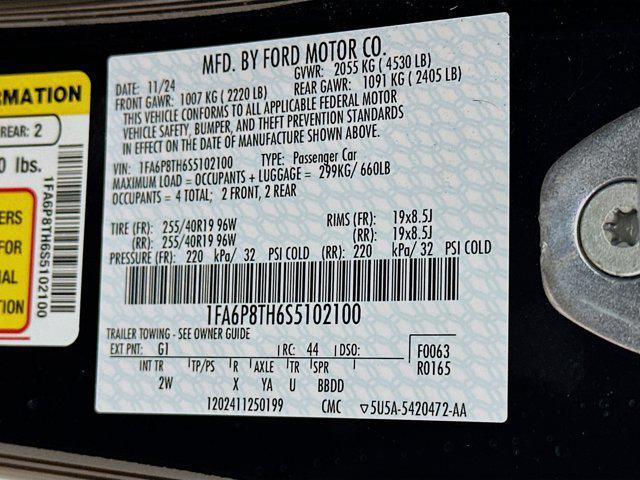 MFD. BY FORD MOTOR CO.
DATE: 11/24 GVWR: 2055 KG ( 4530 LB)
FRONT GAWR: 1007 KG ( 2220 LB) REAR GAWR: 1091 KG ( 2405 LB)
THIS VEHICLE CONFORMS TO ALL APPLICABLE FEDERAL MOTOR
VEHICLE SAFETY, BUMPER, AND THEFT PREVENTION STANDARDS
IN EFFECT ON THE DATE OF MANUFACTURE SHOWN ABOVE.
VIN: 1FA6P8TH6S5102100 TYPE: Passenger Car
MAXIMUM LOAD = OCCUPANTS + LUGGAGE = 299KG/ 660LB
OCCUPANTS = 4 TOTAL; 2 FRONT, 2 REAR
TIRE (FR): 255/40R19 96W RIMS (FR): 19x8.5J
(RR): 255/40R19 96W (RR): 19x8.5J
PRESSURE (FR): 220 kPa/ 32 PSI COLD (RR): 220 kPa/ 32 PSI COLD
1FA6P8TH6S5102100
TRAILER TOWING - SEE OWNER GUIDE
EXT PNT: G1 RC: 44 DSO: F0063
INT TR TP/PS R AXLE TR SPR R0165
2W X YA U BBDD
1202411250199 CMC 5U5A-5420472-AA
RMATION
REAR: 2
0 lbs.
ERS
FOR
NAL
ION
1FA6P8TH6S5102100